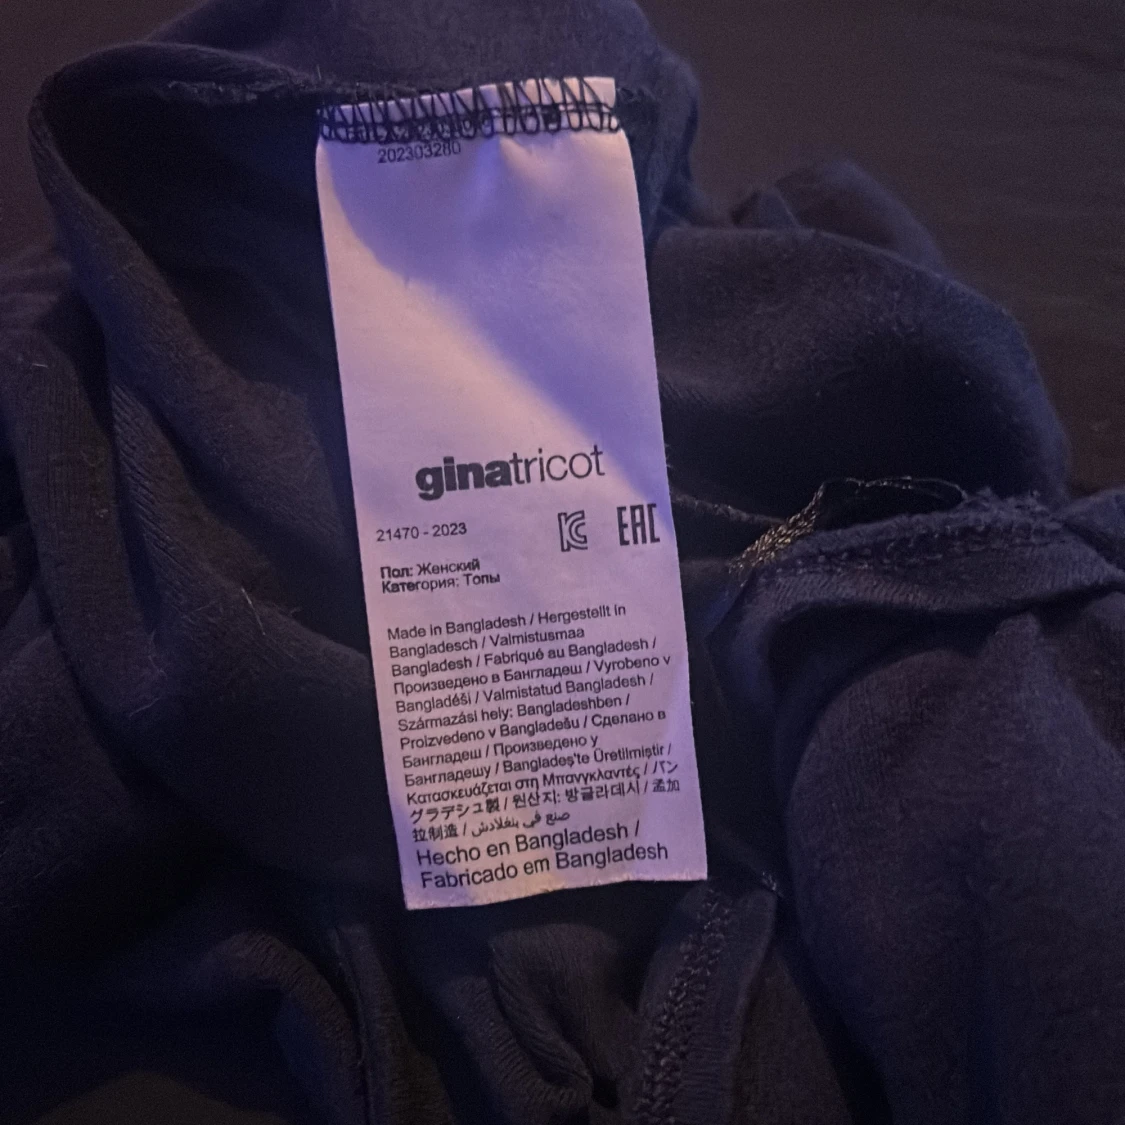 202303280
ginatricot
21470 - 2023
EAC
Пол: Женский
Категория: Топы
Made in Bangladesh / Hergestellt in
Bangladesch / Valmistusmaa
Bangladesh / Fabriqué au Bangladesh /
Произведено в Бангладеш / Vyrobeno v
Bangladéši / Valmistatud Bangladesh /
Származási hely: Bangladeshben /
Proizvedeno v Bangladešu / Сделано в
Бангладеш / Произведено у
Бангладешу / Bangladeş'te Üretilmiştir /
Κατασκευάζεται στη Μπανγκλαντές / バン
グラデシュ製 / 원산지: 방글라데시 / 孟加
拉制造 / صنع في بنغلادش
Hecho en Bangladesh /
Fabricado em Bangladesh